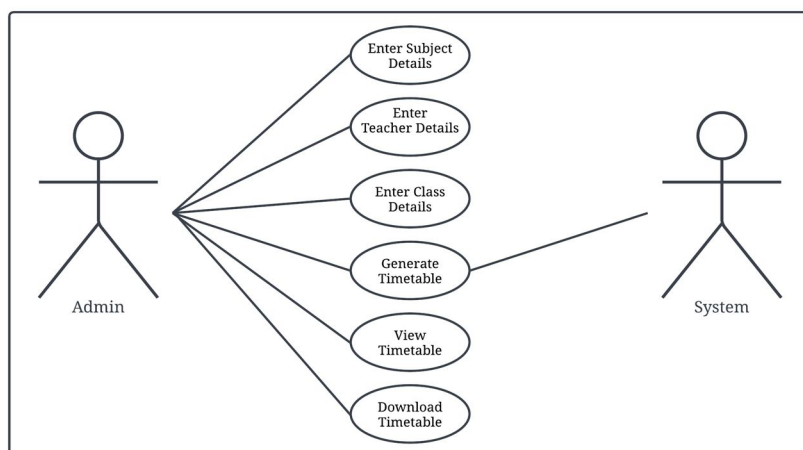 Enter Subject
Details
Enter
Teacher Details
Enter Class
Details
Generate
Timetable
Admin
System
View
Timetable
Download
Timetable